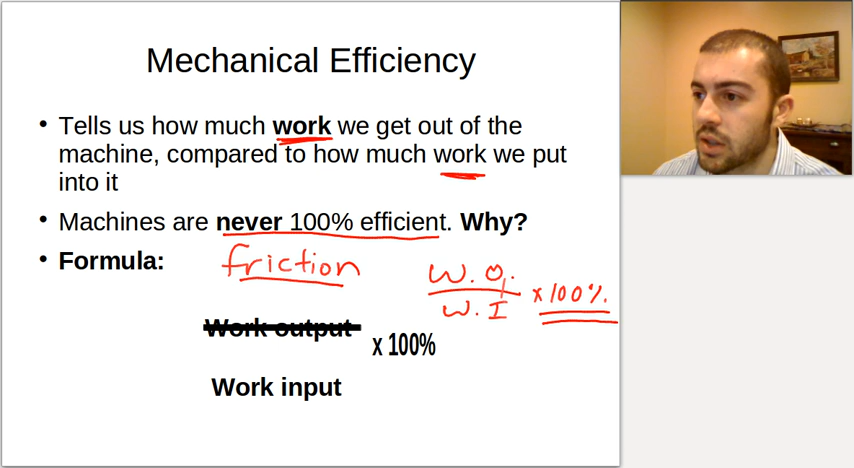 Mechanical Efficiency
• Tells us how much work we get out of the
machine, compared to how much work we put
into it
• Machines are never 100% efficient. Why?
• Formula:
friction
W.O.
W.I
x 100%
Work output
x 100%
Work input